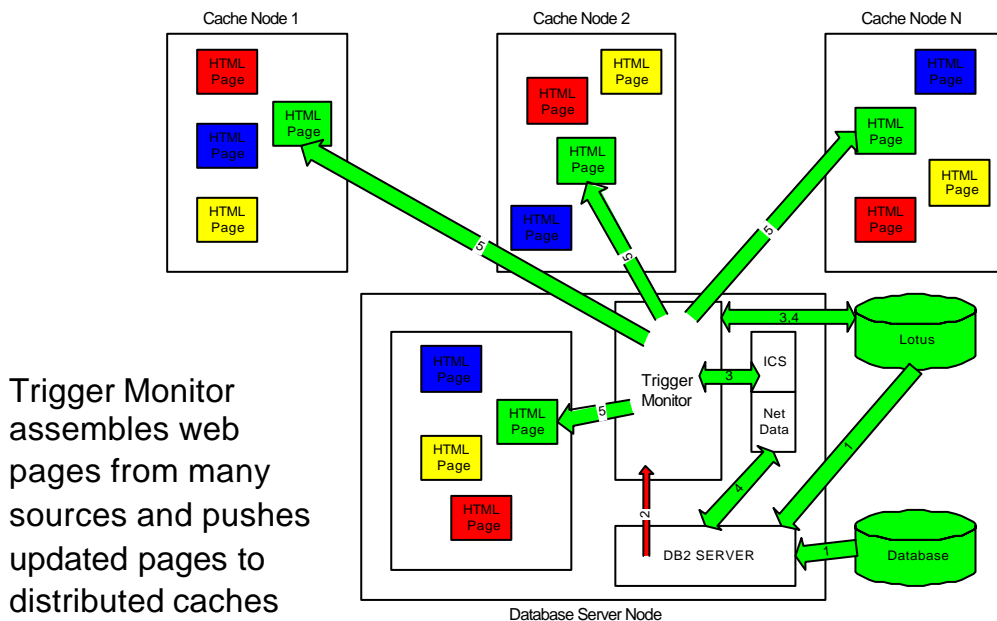 Cache Node 1
HTML
Page
HTML
Page
HTML
Page
HTML
Page
Cache Node 2
HTML
Page
HTML
Page
HTML
Page
HTML
Page
Cache Node N
HTML
Page
HTML
Page
HTML
Page
HTML
Page
5
5
5
Trigger Monitor
assembles web
pages from many
sources and pushes
updated pages to
distributed caches
HTML
Page
HTML
Page
HTML
Page
HTML
Page
5
Trigger
Monitor
3,4
3
ICS
Net
Data
Lotus
1
4
2
DB2 SERVER
1
Database
Database Server Node